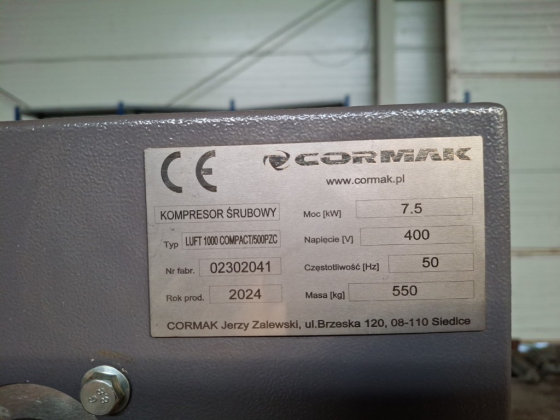 CE CORMAK
www.cormak.pl
KOMPRESOR ŚRUBOWY Moc [kW] 7.5
Typ LUFT 1000 COMPACT/500PZC Napięcie [V] 400
Nr fabr. 02302041 Częstotliwość [Hz] 50
Rok prod. 2024 Masa [kg] 550
CORMAK Jerzy Zalewski, ul.Brzeska 120, 08-110 Siedlce